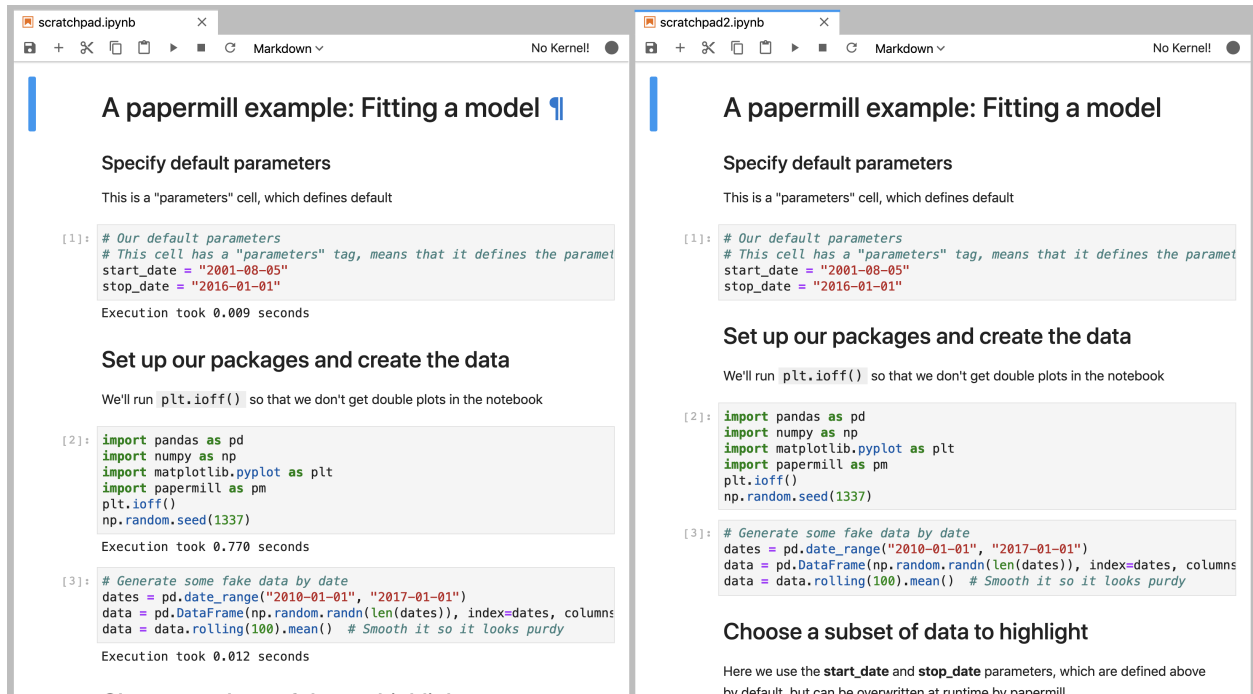 scratchpad.ipynb
Markdown
No Kernel!
A papermill example: Fitting a model ¶
Specify default parameters
This is a "parameters" cell, which defines default
[1]:
# Our default parameters
# This cell has a "parameters" tag, means that it defines the paramet
start_date = "2001-08-05"
stop_date = "2016-01-01"
Execution took 0.009 seconds
Set up our packages and create the data
We'll run plt.ioff() so that we don't get double plots in the notebook
[2]:
import pandas as pd
import numpy as np
import matplotlib.pyplot as plt
import papermill as pm
plt.ioff()
np.random.seed(1337)
Execution took 0.770 seconds
[3]:
# Generate some fake data by date
dates = pd.date_range("2010-01-01", "2017-01-01")
data = pd.DataFrame(np.random.randn(len(dates)), index=dates, columns
data = data.rolling(100).mean()  # Smooth it so it looks purdy
Execution took 0.012 seconds
scratchpad2.ipynb
Markdown
No Kernel!
A papermill example: Fitting a model
Specify default parameters
This is a "parameters" cell, which defines default
[1]:
# Our default parameters
# This cell has a "parameters" tag, means that it defines the paramet
start_date = "2001-08-05"
stop_date = "2016-01-01"
Set up our packages and create the data
We'll run plt.ioff() so that we don't get double plots in the notebook
[2]:
import pandas as pd
import numpy as np
import matplotlib.pyplot as plt
import papermill as pm
plt.ioff()
np.random.seed(1337)
[3]:
# Generate some fake data by date
dates = pd.date_range("2010-01-01", "2017-01-01")
data = pd.DataFrame(np.random.randn(len(dates)), index=dates, columns
data = data.rolling(100).mean()  # Smooth it so it looks purdy
Choose a subset of data to highlight
Here we use the start_date and stop_date parameters, which are defined above
by default, but can be overwritten at runtime by papermill.